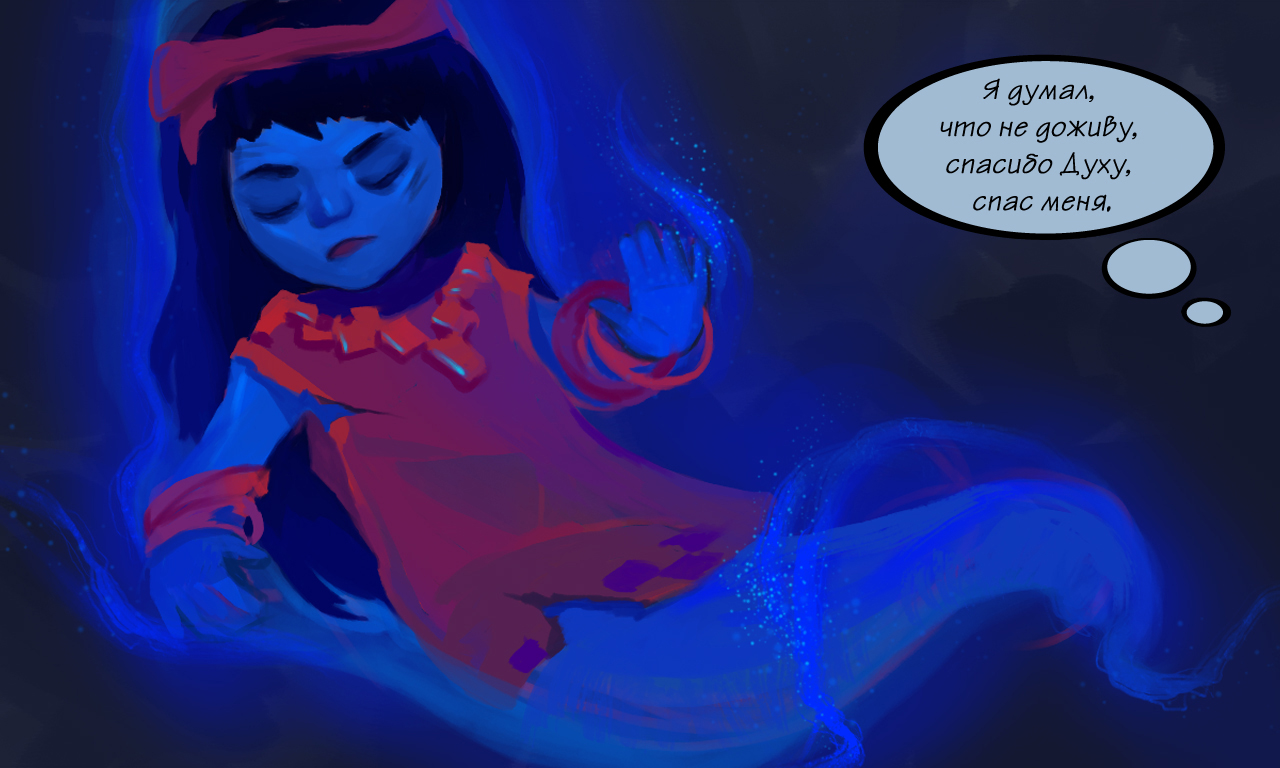 Я думал,
что не доживу,
спасибо Духу,
спас меня.